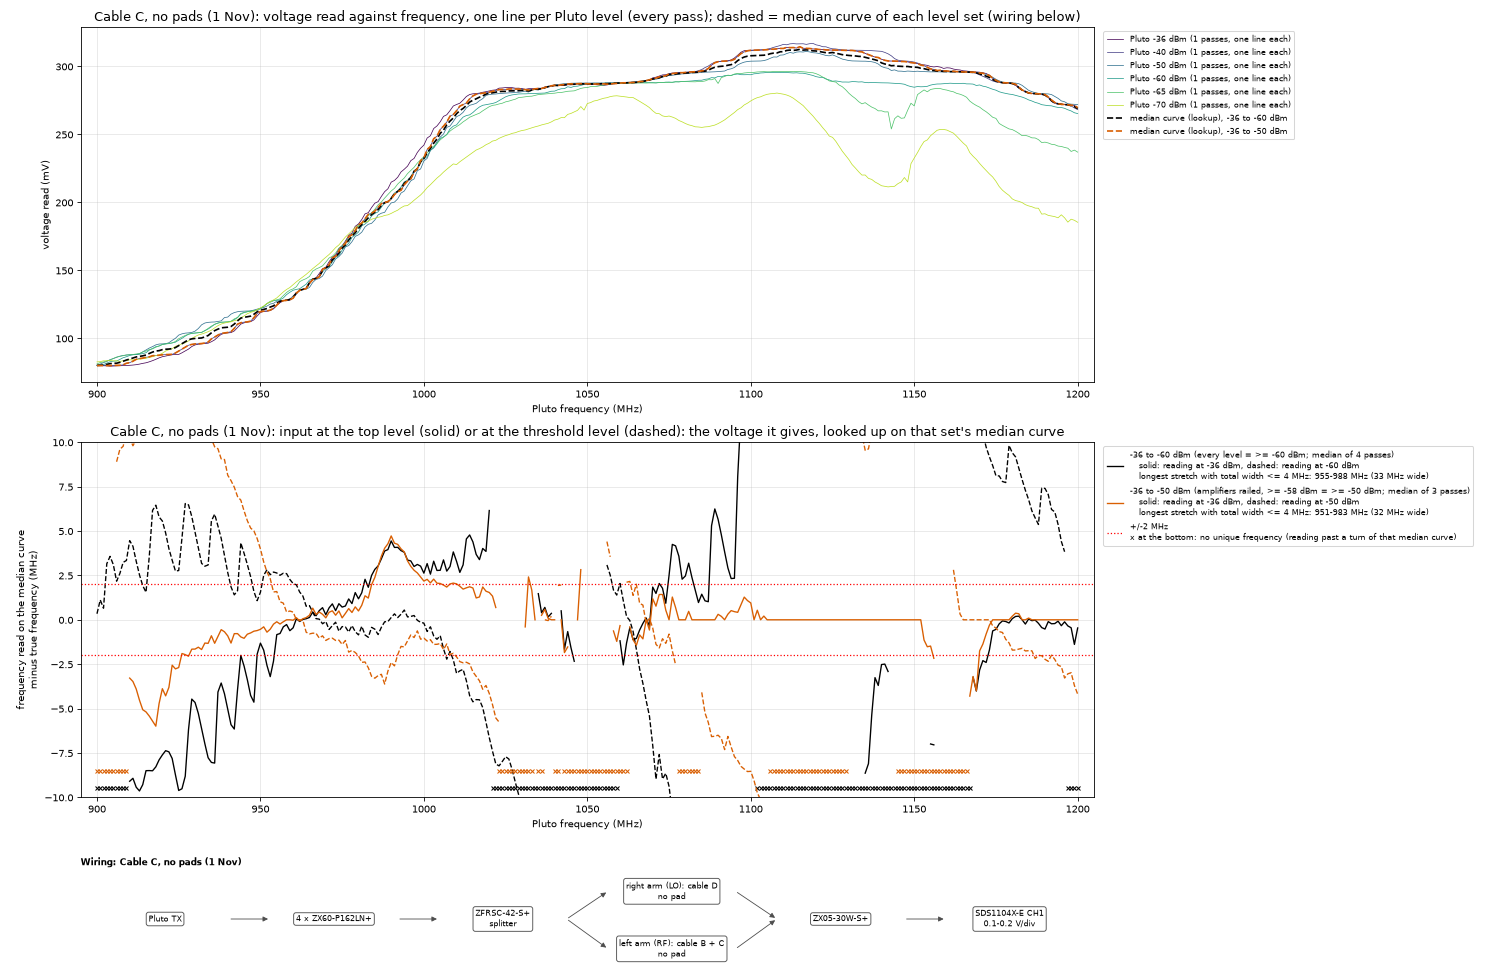 Cable C, no pads (1 Nov): voltage read against frequency, one line per Pluto level (every pass); dashed = median curve of each level set (wiring below)
voltage read (mV)
300
250
200
150
100
900
950
1000
1050
1100
1150
1200
Pluto frequency (MHz)
Pluto -36 dBm (1 passes, one line each)
Pluto -40 dBm (1 passes, one line each)
Pluto -50 dBm (1 passes, one line each)
Pluto -60 dBm (1 passes, one line each)
Pluto -65 dBm (1 passes, one line each)
Pluto -70 dBm (1 passes, one line each)
median curve (lookup), -36 to -60 dBm
median curve (lookup), -36 to -50 dBm
Cable C, no pads (1 Nov): input at the top level (solid) or at the threshold level (dashed): the voltage it gives, looked up on that set's median curve
frequency read on the median curve
minus true frequency (MHz)
10.0
7.5
5.0
2.5
0.0
−2.5
−5.0
−7.5
−10.0
900
950
1000
1050
1100
1150
1200
Pluto frequency (MHz)
-36 to -60 dBm (every level = >= -60 dBm; median of 4 passes)
solid: reading at -36 dBm, dashed: reading at -60 dBm
longest stretch with total width <= 4 MHz: 955-988 MHz (33 MHz wide)
-36 to -50 dBm (amplifiers railed, >= -58 dBm = >= -50 dBm; median of 3 passes)
solid: reading at -36 dBm, dashed: reading at -50 dBm
longest stretch with total width <= 4 MHz: 951-983 MHz (32 MHz wide)
+/-2 MHz
x at the bottom: no unique frequency (reading past a turn of that median curve)
Wiring: Cable C, no pads (1 Nov)
Pluto TX
4 x ZX60-P162LN+
ZFRSC-42-S+
splitter
right arm (LO): cable D
no pad
left arm (RF): cable B + C
no pad
ZX05-30W-S+
SDS1104X-E CH1
0.1-0.2 V/div